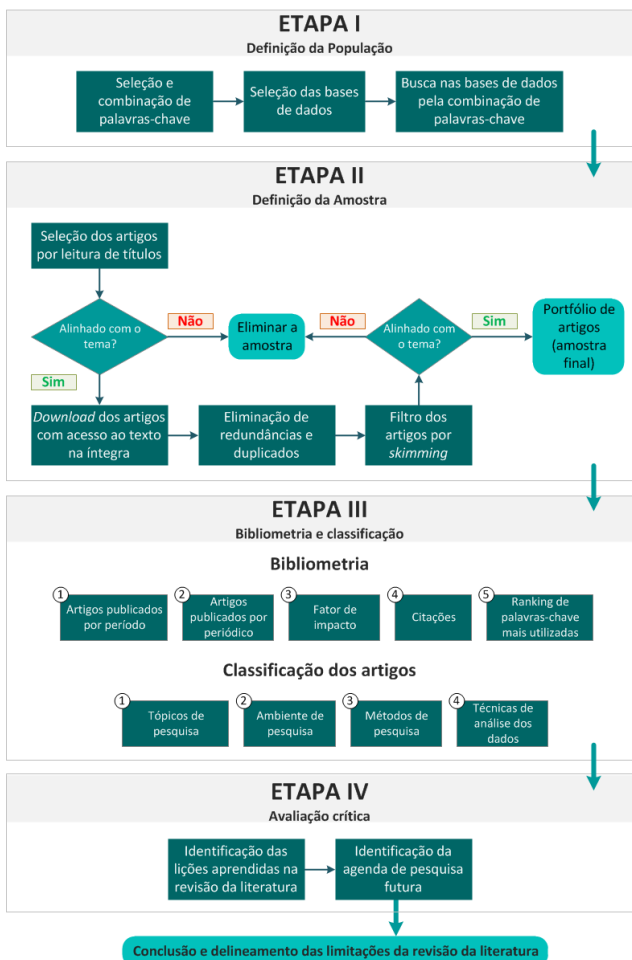 ETAPA I
Definição da População
Seleção e
combinação de
palavras-chave
Seleção das bases
de dados
Busca nas bases de dados
pela combinação de
palavras-chave
ETAPA II
Definição da Amostra
Seleção dos artigos
por leitura de títulos
Alinhado com o
tema?
Não
Eliminar a
amostra
Não
Alinhado com
o tema?
Sim
Portfólio de
artigos
(amostra
final)
Sim
Download dos artigos
com acesso ao texto
na íntegra
Eliminação de
redundâncias e
duplicados
Filtro dos
artigos por
skimming
ETAPA III
Bibliometria e classificação
Bibliometria
1
Artigos publicados
por período
2
Artigos
publicados por
periódico
3
Fator de
impacto
4
Citações
5
Ranking de
palavras-chave
mais utilizadas
Classificação dos artigos
1
Tópicos de
pesquisa
2
Ambiente de
pesquisa
3
Métodos de
pesquisa
4
Técnicas de
análise dos
dados
ETAPA IV
Avaliação crítica
Identificação das
lições aprendidas na
revisão da literatura
Identificação da
agenda de pesquisa
futura
Conclusão e delineamento das limitações da revisão da literatura